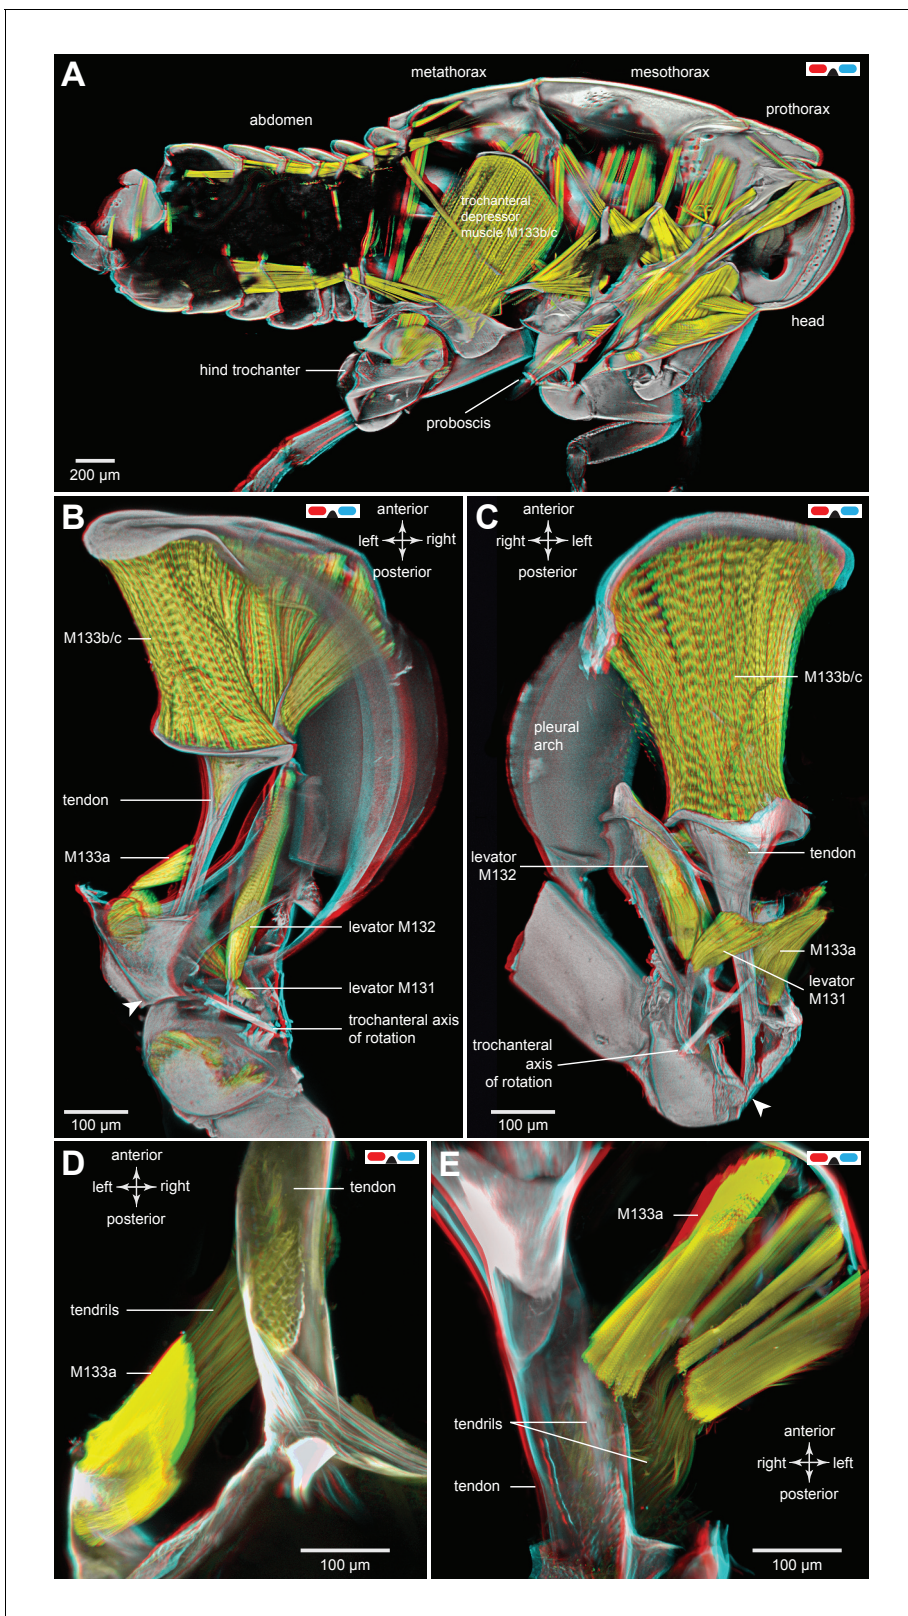 A
metathorax
mesothorax
prothorax
abdomen
trochanteral
depressor
muscle M133b/c
head
hind trochanter
proboscis
200 µm
B
anterior
left
right
posterior
M133b/c
tendon
M133a
levator M132
levator M131
trochanteral axis
of rotation
100 µm
C
anterior
right
left
posterior
M133b/c
pleural
arch
levator
M132
tendon
M133a
levator
M131
trochanteral
axis
of rotation
100 µm
D
anterior
left
right
posterior
tendon
tendrils
M133a
100 µm
E
M133a
tendrils
tendon
anterior
right
left
posterior
100 µm